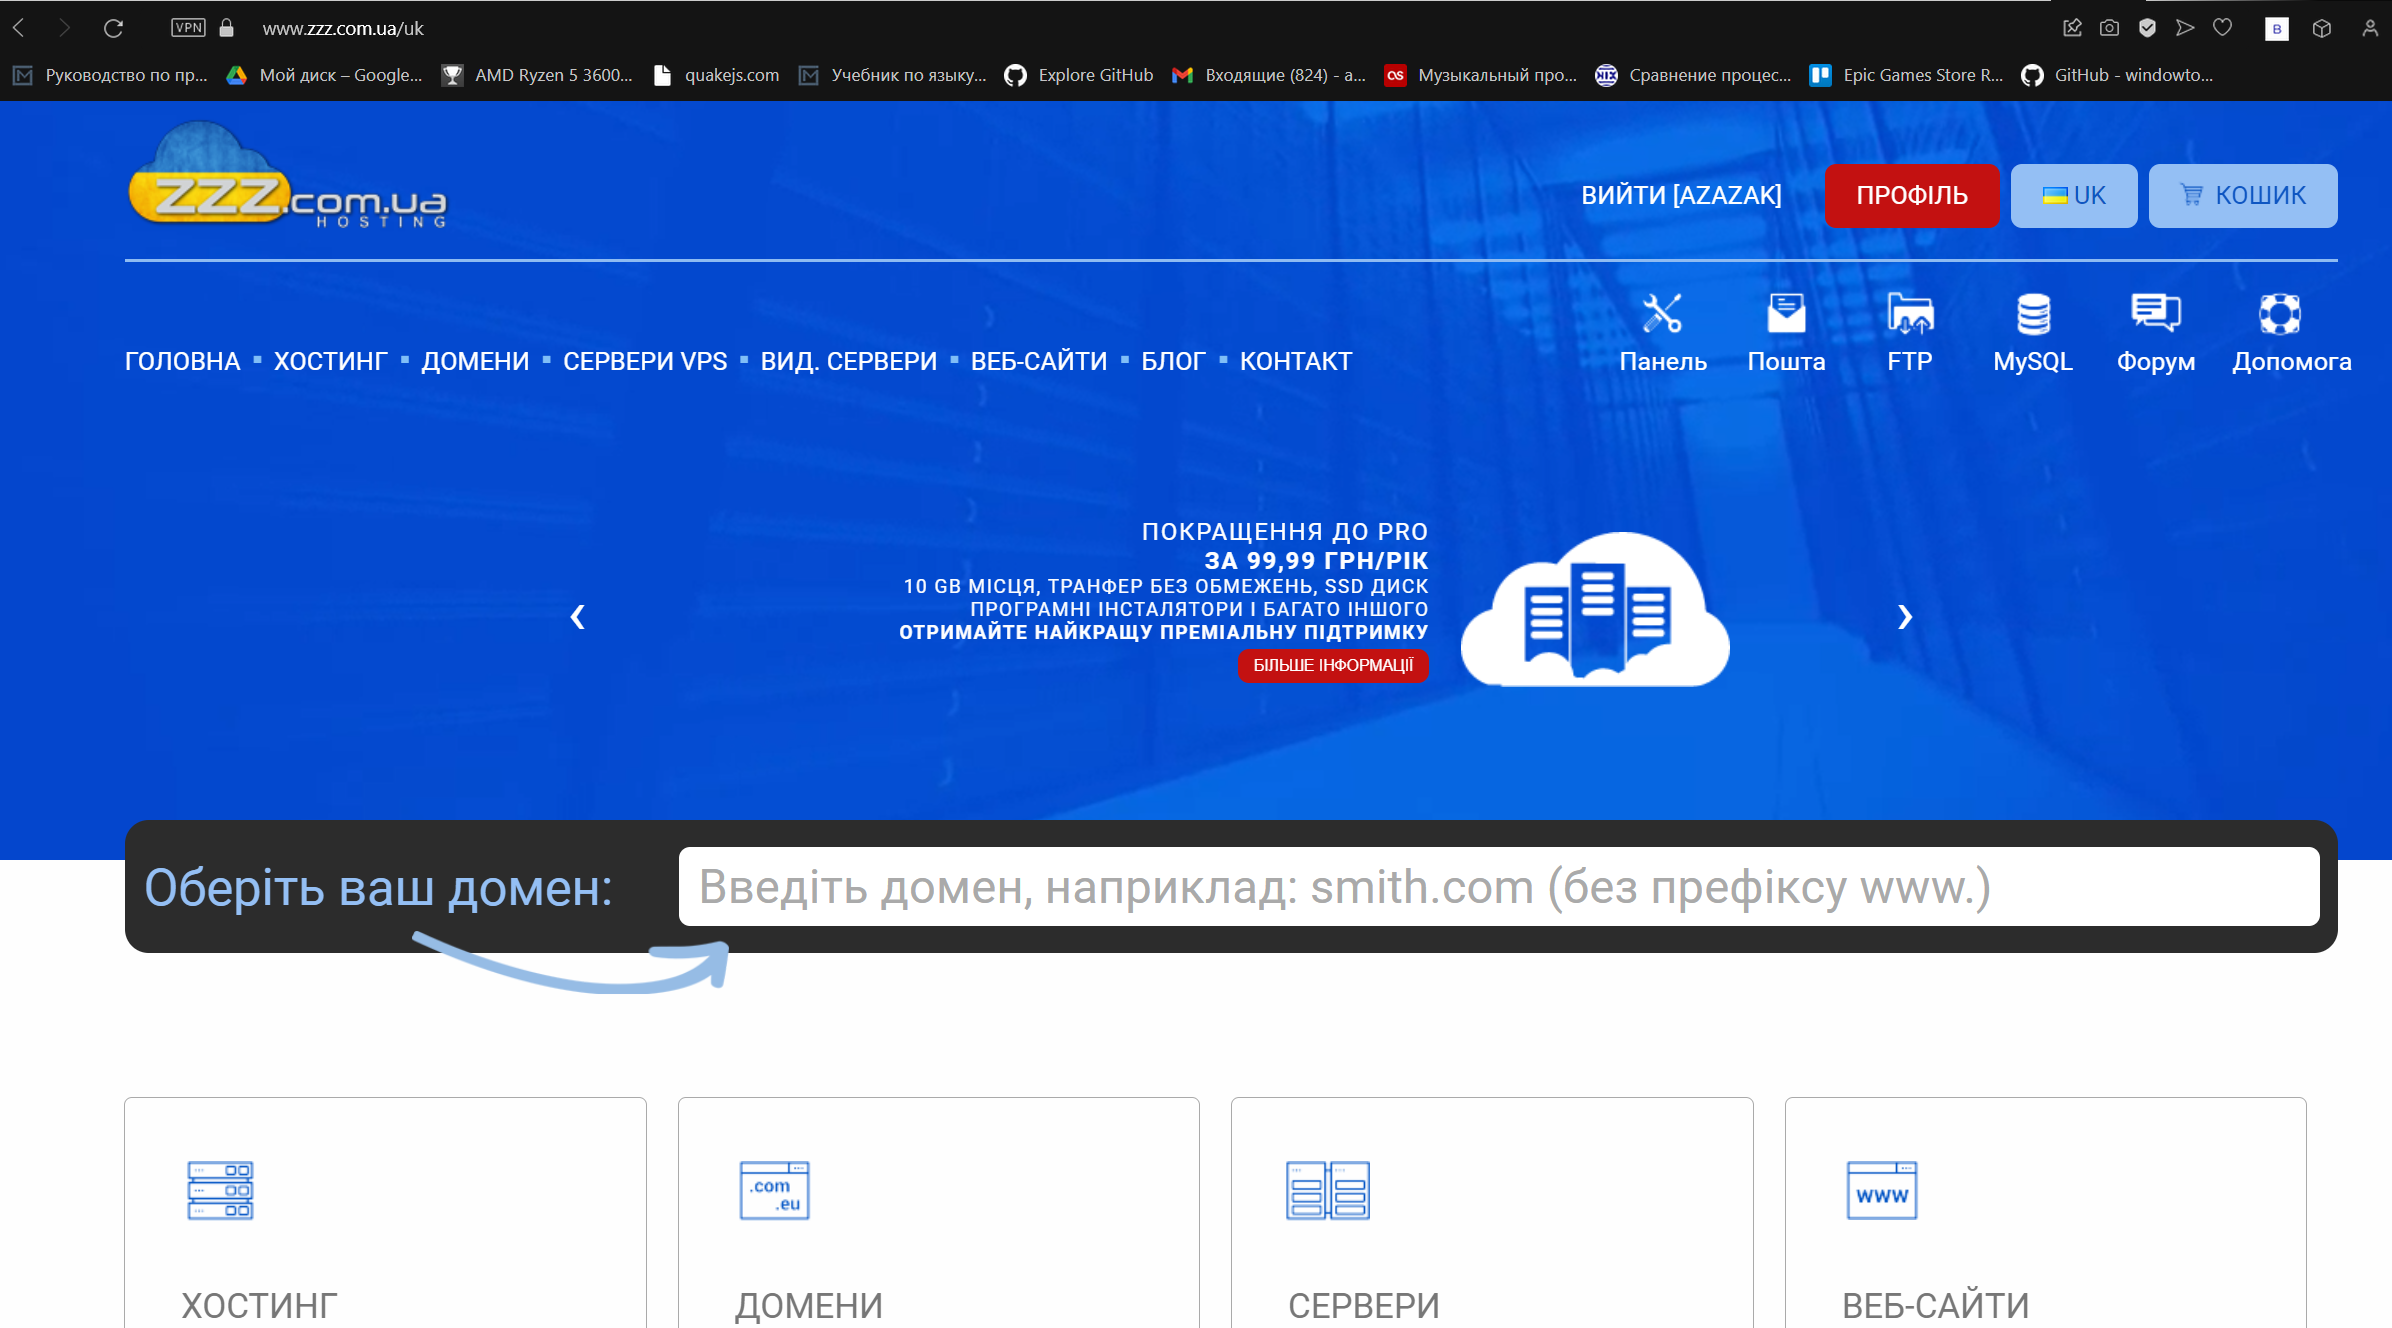 VPN
www.zzz.com.ua/uk
B
Руководство по пр...
Мой диск – Google...
AMD Ryzen 5 3600...
quakejs.com
Учебник по языку...
Explore GitHub
Входящие (824) - а...
Музыкальный про...
Сравнение процес...
Epic Games Store R...
GitHub - windowto...
ZZZ.com.ua
HOSTING
ВИЙТИ [AZAZAK]
ПРОФІЛЬ
UK
КОШИК
ГОЛОВНА ▪ ХОСТИНГ ▪ ДОМЕНИ ▪ СЕРВЕРИ VPS ▪ ВИД. СЕРВЕРИ ▪ ВЕБ-САЙТИ ▪ БЛОГ ▪ КОНТАКТ
Панель
Пошта
FTP
MySQL
Форум
Допомога
ПОКРАЩЕННЯ ДО PRO
ЗА 99,99 ГРН/РІК
10 GB МІСЦЯ, ТРАНФЕР БЕЗ ОБМЕЖЕНЬ, SSD ДИСК
ПРОГРАМНІ ІНСТАЛЯТОРИ І БАГАТО ІНШОГО
ОТРИМАЙТЕ НАЙКРАЩУ ПРЕМІАЛЬНУ ПІДТРИМКУ
БІЛЬШЕ ІНФОРМАЦІЇ
Оберіть ваш домен:
Введіть домен, наприклад: smith.com (без префіксу www.)
.com
.eu
www
ХОСТИНГ
ДОМЕНИ
СЕРВЕРИ
ВЕБ-САЙТИ